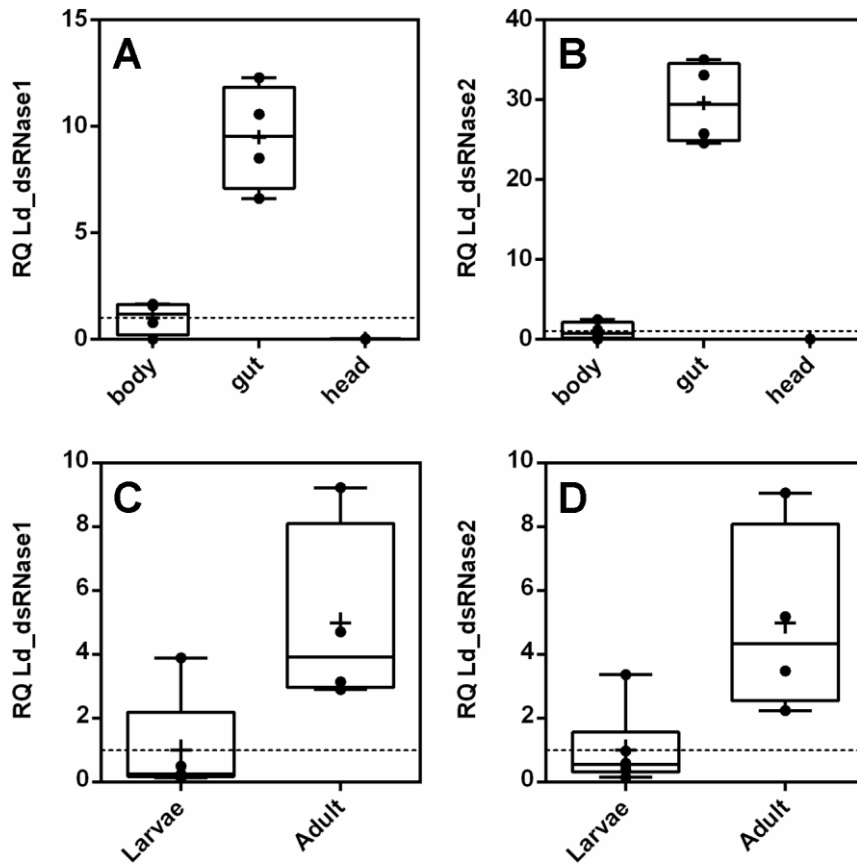 A
RQ Ld_dsRNase1
15
10
5
0
body
gut
head
B
RQ Ld_dsRNase2
40
30
20
10
0
body
gut
head
C
RQ Ld_dsRNase1
10
8
6
4
2
0
Larvae
Adult
D
RQ Ld_dsRNase2
10
8
6
4
2
0
Larvae
Adult